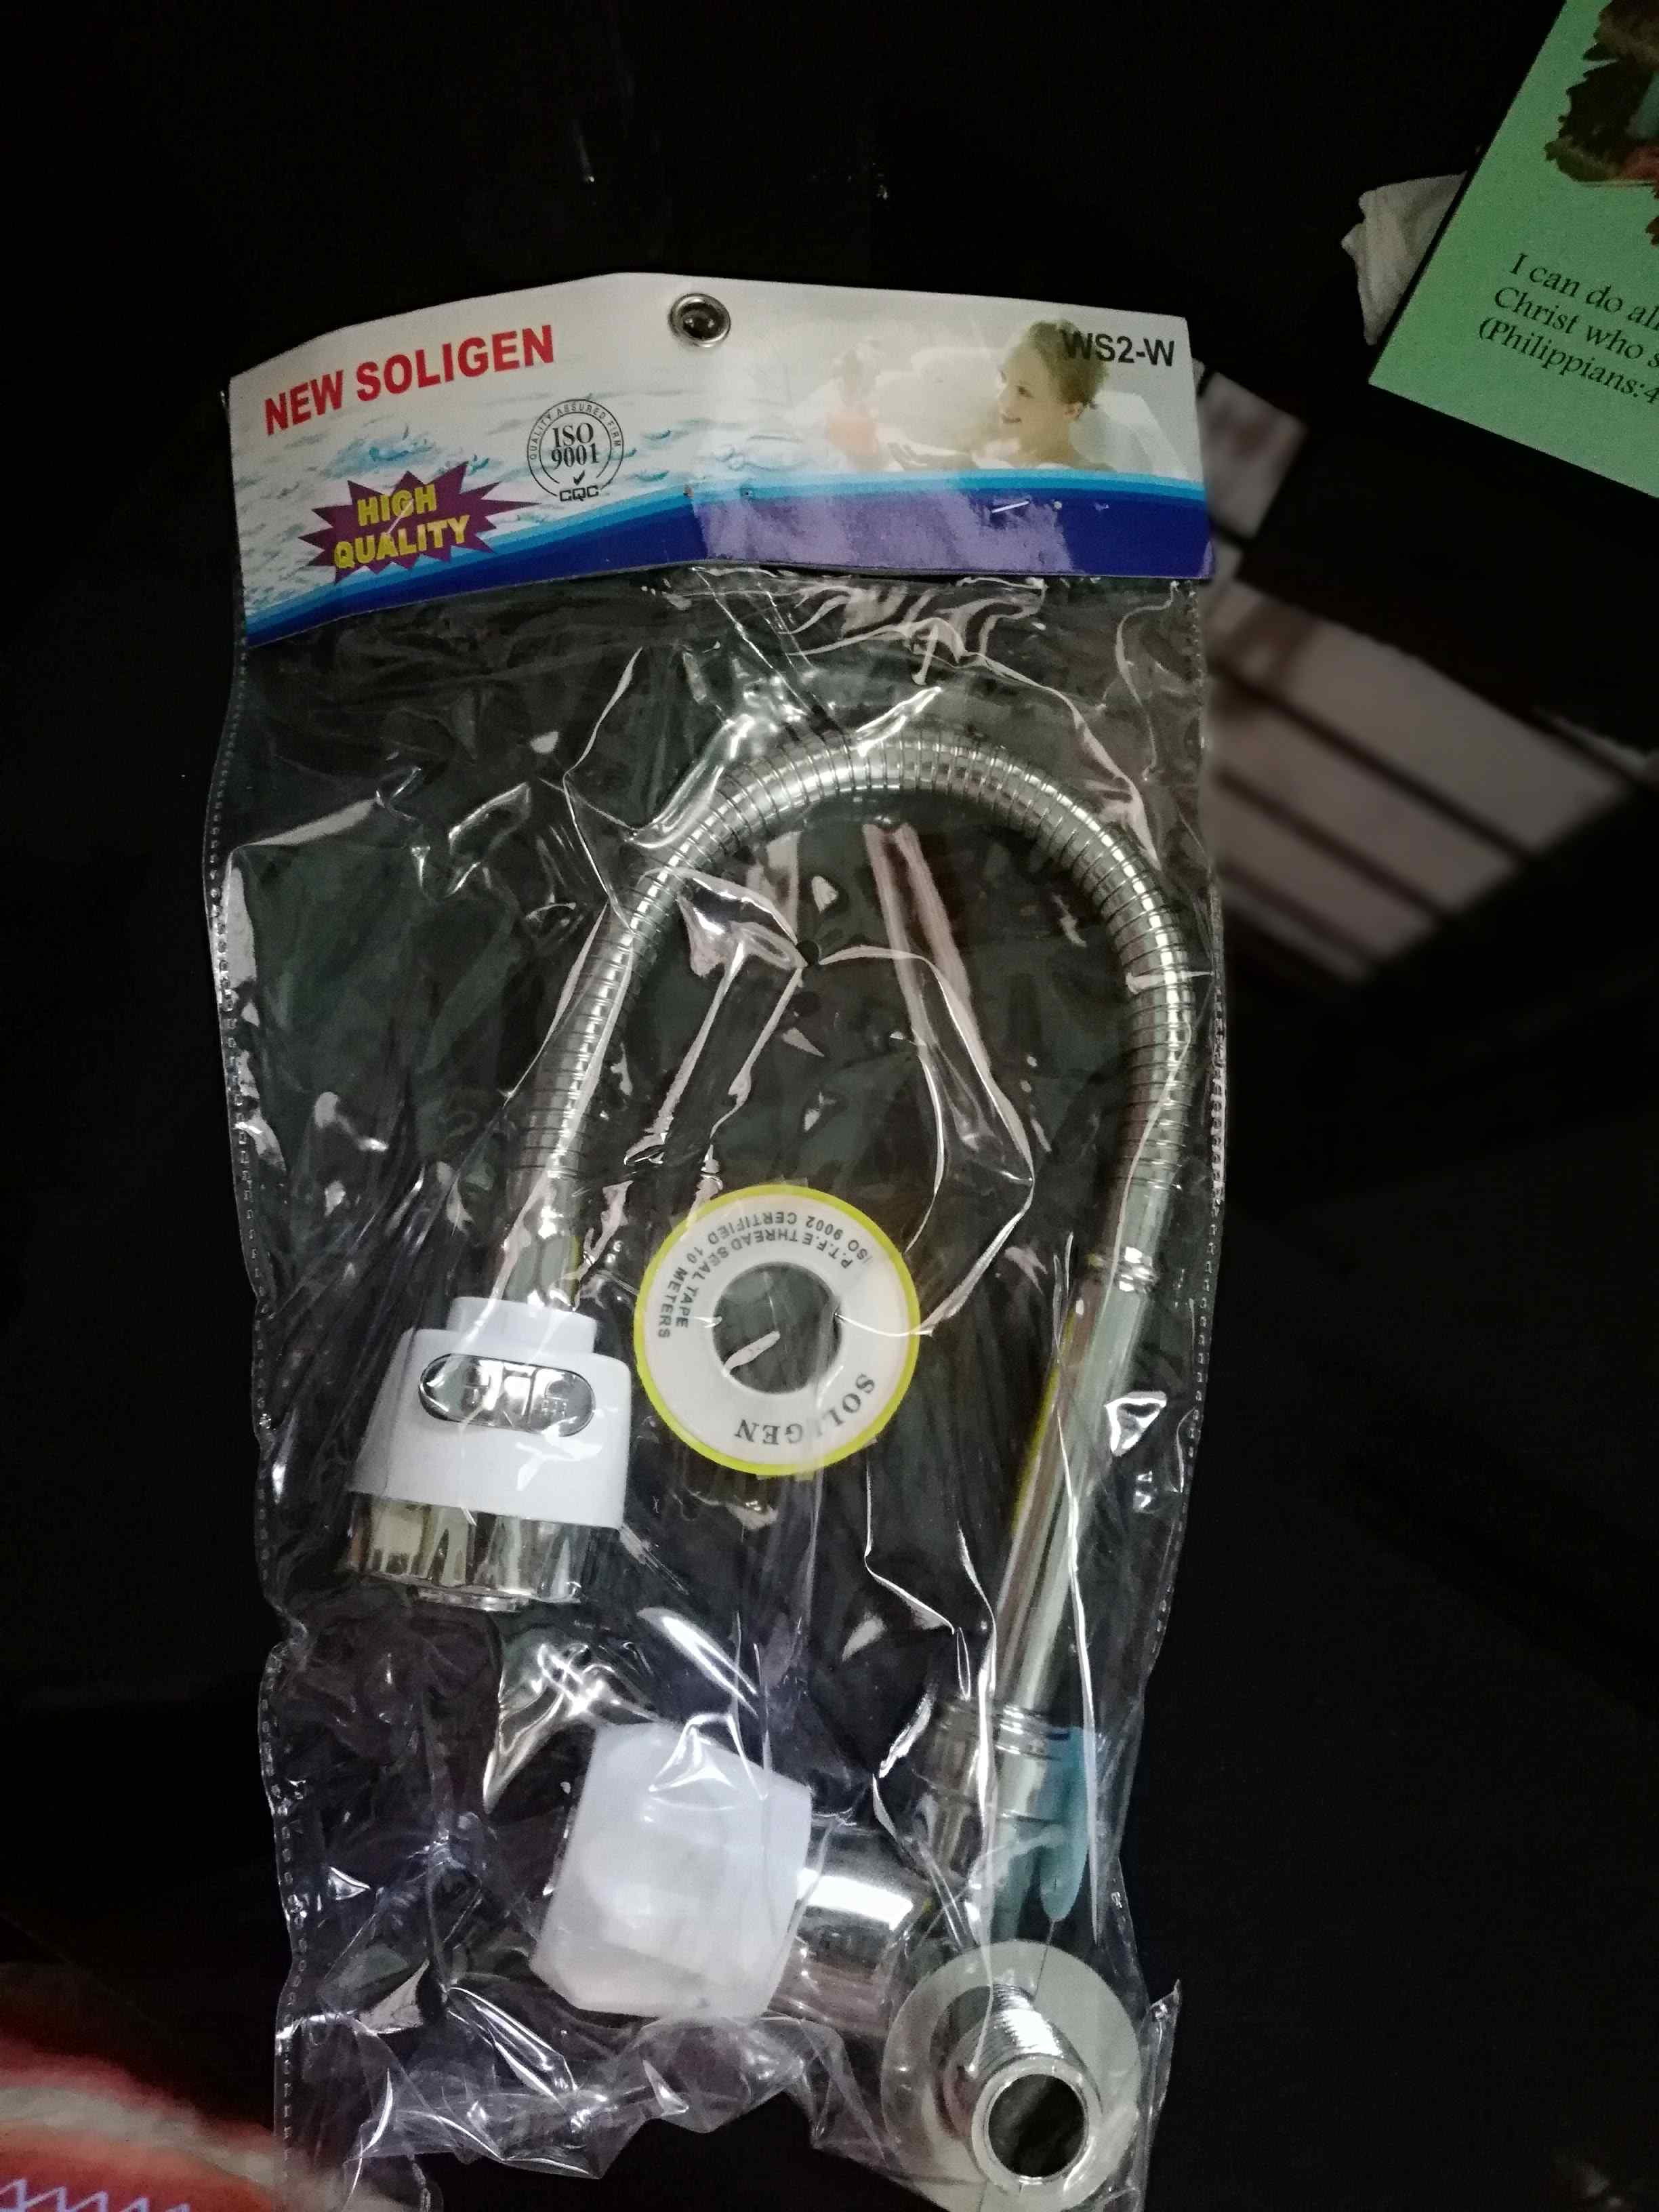 NEW SOLIGEN
WS2-W
QUALITY ASSURED FIRM
ISO
9001
CQC
HIGH
QUALITY
I can do all
Christ who s
(Philippians:4
P.T.F.E THREAD SEAL TAPE
ISO 9002 CERTIFIED 10 METERS
SOLIGEN